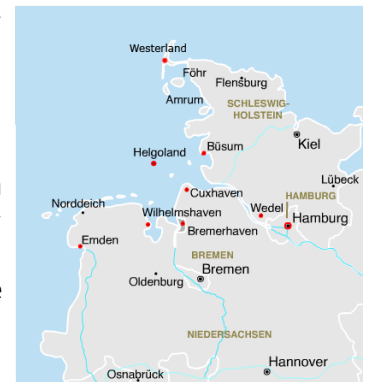 Westerland
Föhr
Flensburg
Amrum
SCHLESWIG-
HOLSTEIN
Kiel
Büsum
Helgoland
Lübeck
Cuxhaven
HAMBURG
Norddeich
Wedel
Wilhelmshaven
Hamburg
Bremerhaven
Emden
BREMEN
Bremen
Oldenburg
NIEDERSACHSEN
Hannover
Osnabrück
e